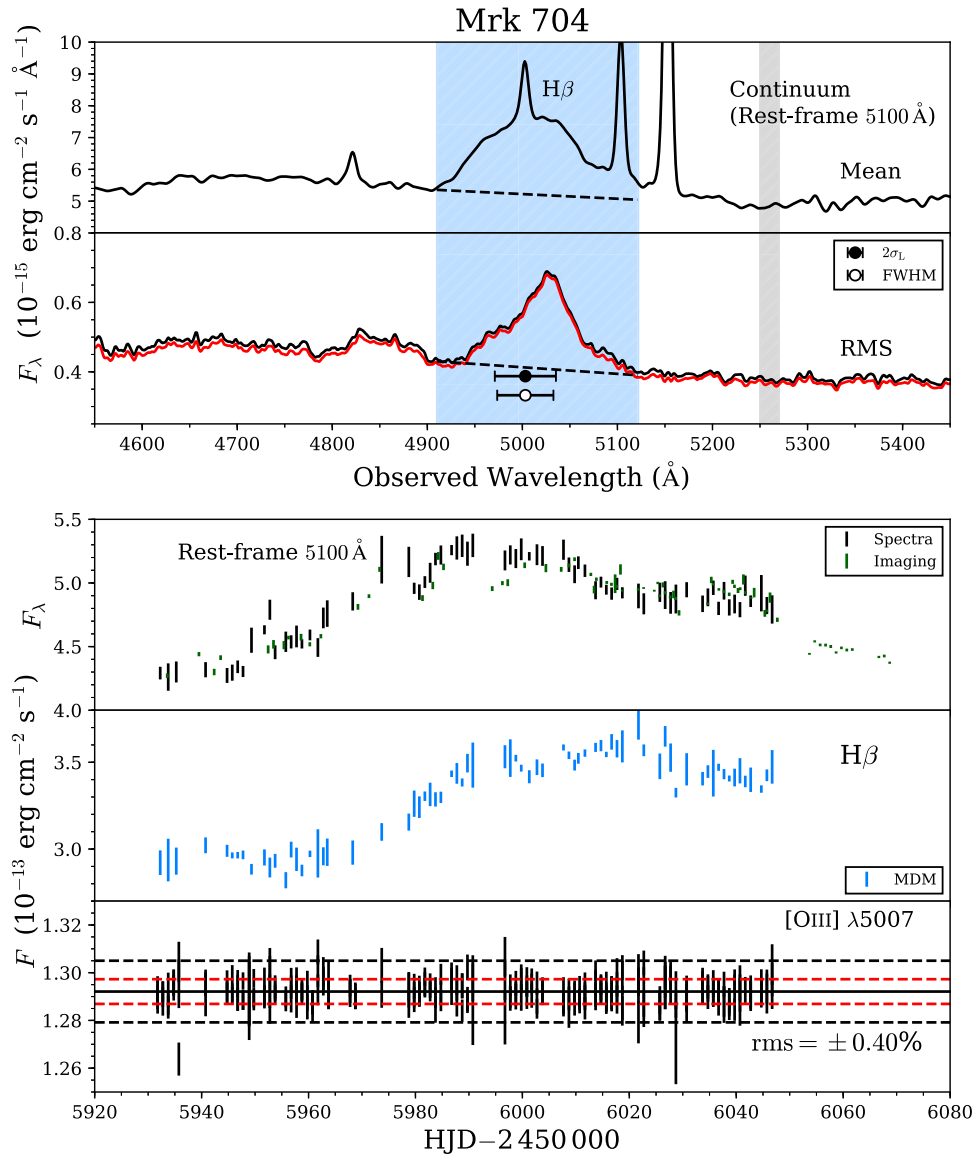 Mrk 704
10
9
8
7
6
5
Hβ
Continuum
(Rest-frame 5100 Å)
Mean
0.8
0.6
0.4
2σL
FWHM
RMS
Fλ (10−15 erg cm−2 s−1 Å−1)
4600 4700 4800 4900 5000 5100 5200 5300 5400
Observed Wavelength (Å)
5.5
5.0
4.5
4.0
Fλ
Rest-frame 5100 Å
Spectra
Imaging
3.5
3.0
Hβ
MDM
F (10−13 erg cm−2 s−1)
1.32
1.30
1.28
1.26
[OIII] λ5007
rms = ± 0.40%
5920 5940 5960 5980 6000 6020 6040 6060 6080
HJD−2 450 000